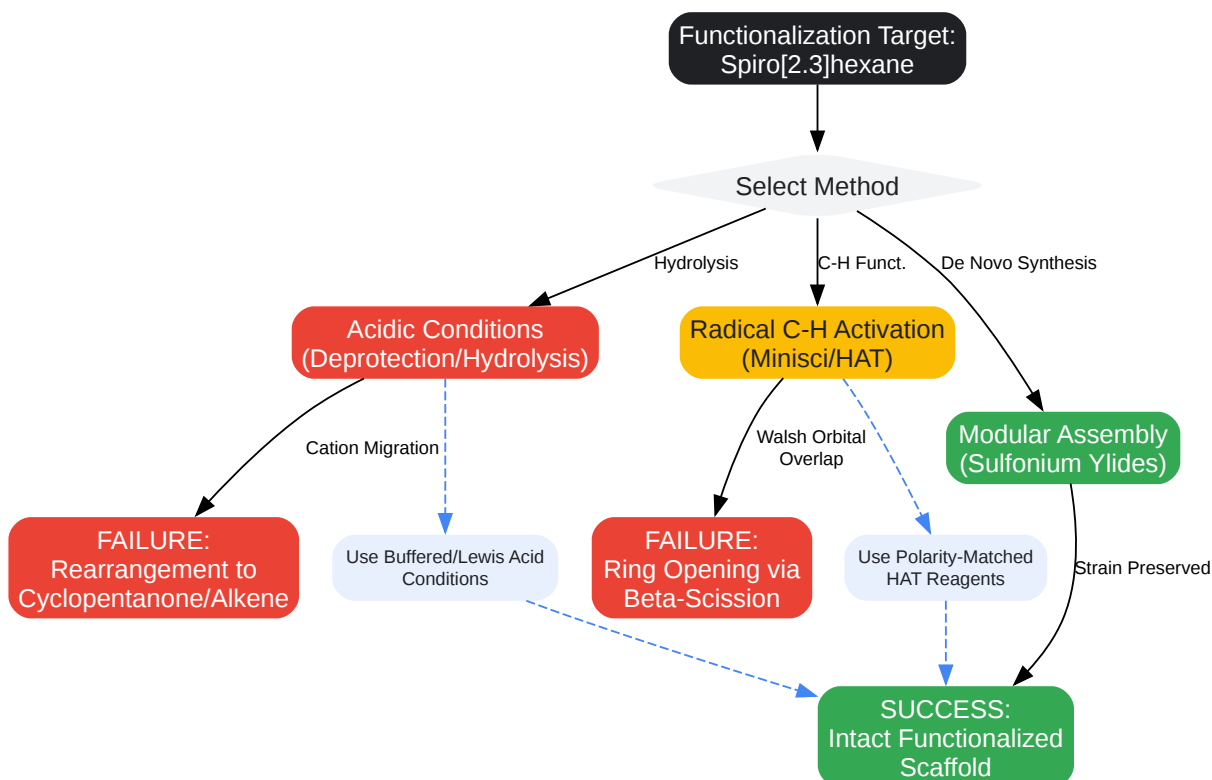 Functionalization Target:
Spiro[2.3]hexane
Select Method
Hydrolysis
C-H Funct.
De Novo Synthesis
Acidic Conditions
(Deprotection/Hydrolysis)
Radical C-H Activation
(Minisci/HAT)
Modular Assembly
(Sulfonium Ylides)
Cation Migration
Walsh Orbital
Overlap
FAILURE:
Rearrangement to
Cyclopentanone/Alkene
Use Buffered/Lewis Acid
Conditions
FAILURE:
Ring Opening via
Beta-Scission
Use Polarity-Matched
HAT Reagents
Strain Preserved
SUCCESS:
Intact Functionalized
Scaffold